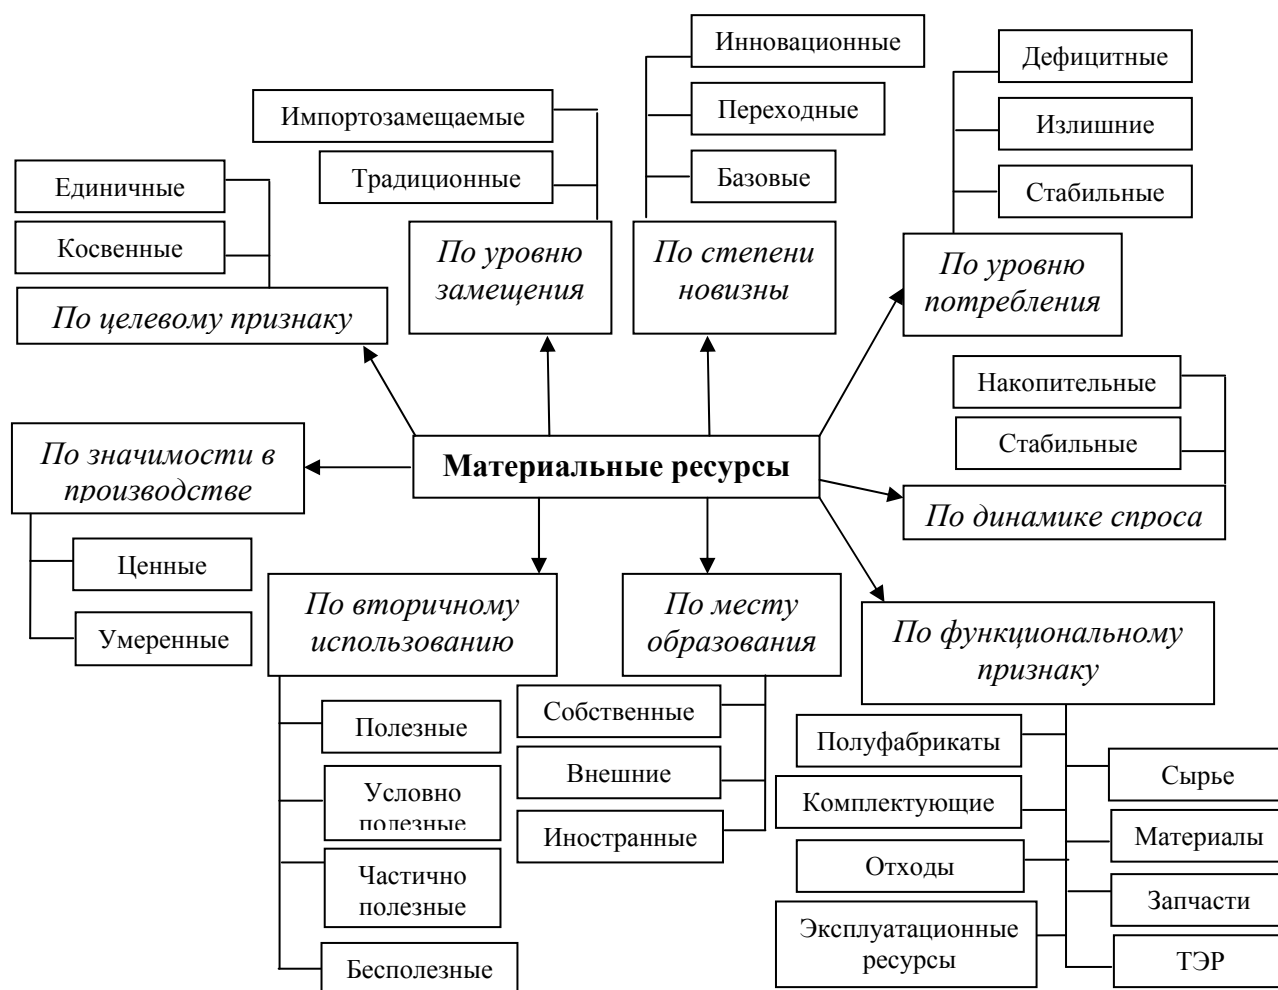 Инновационные
Дефицитные
Импортозамещаемые
Переходные
Излишние
Единичные
Традиционные
Базовые
Стабильные
Косвенные
По уровню
замещения
По степени
новизны
По уровню
потребления
По целевому признаку
Накопительные
Стабильные
По значимости в
производстве
Материальные ресурсы
По динамике спроса
Ценные
Умеренные
По вторичному
использованию
По месту
образования
По функциональному
признаку
Полезные
Условно
полезные
Частично
полезные
Бесполезные
Собственные
Внешние
Иностранные
Полуфабрикаты
Комплектующие
Отходы
Эксплуатационные
ресурсы
Сырье
Материалы
Запчасти
ТЭР